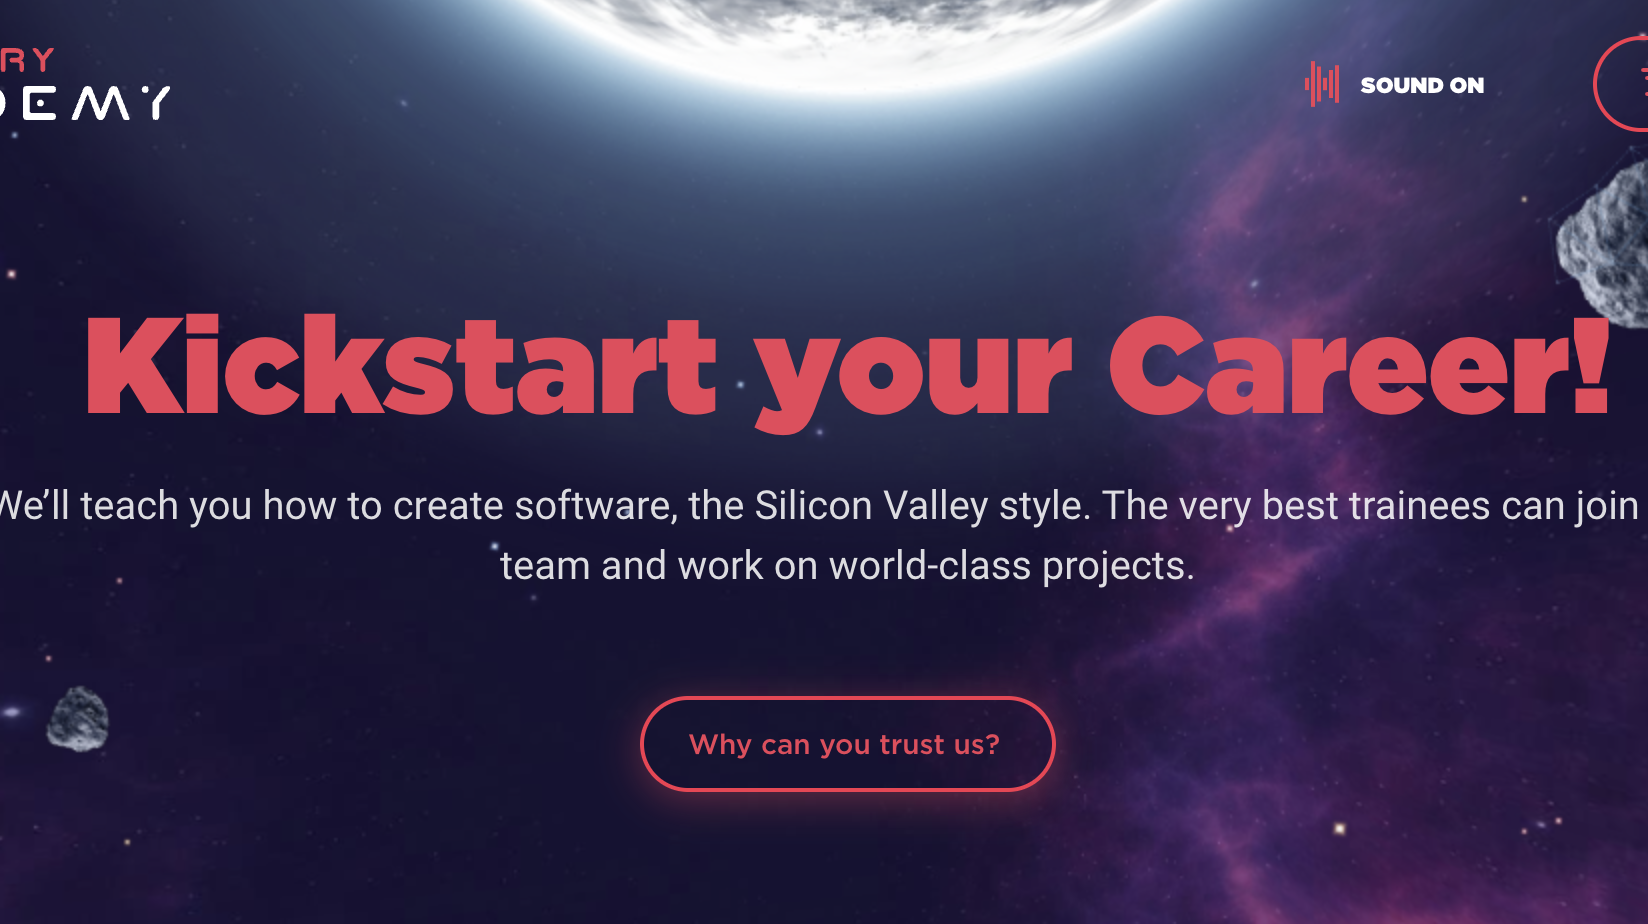 RY
DEMY
SOUND ON
Kickstart your Career!
We'll teach you how to create software, the Silicon Valley style. The very best trainees can join
team and work on world-class projects.
Why can you trust us?